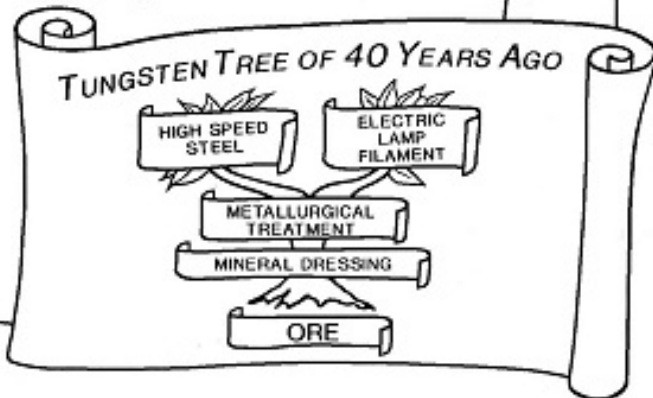 TUNGSTEN TREE OF 40 YEARS AGO
HIGH SPEED
STEEL
ELECTRIC
LAMP
FILAMENT
METALLURGICAL
TREATMENT
MINERAL DRESSING
ORE